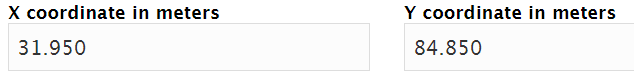 X coordinate in meters Y coordinate in meters
31.950 84.850